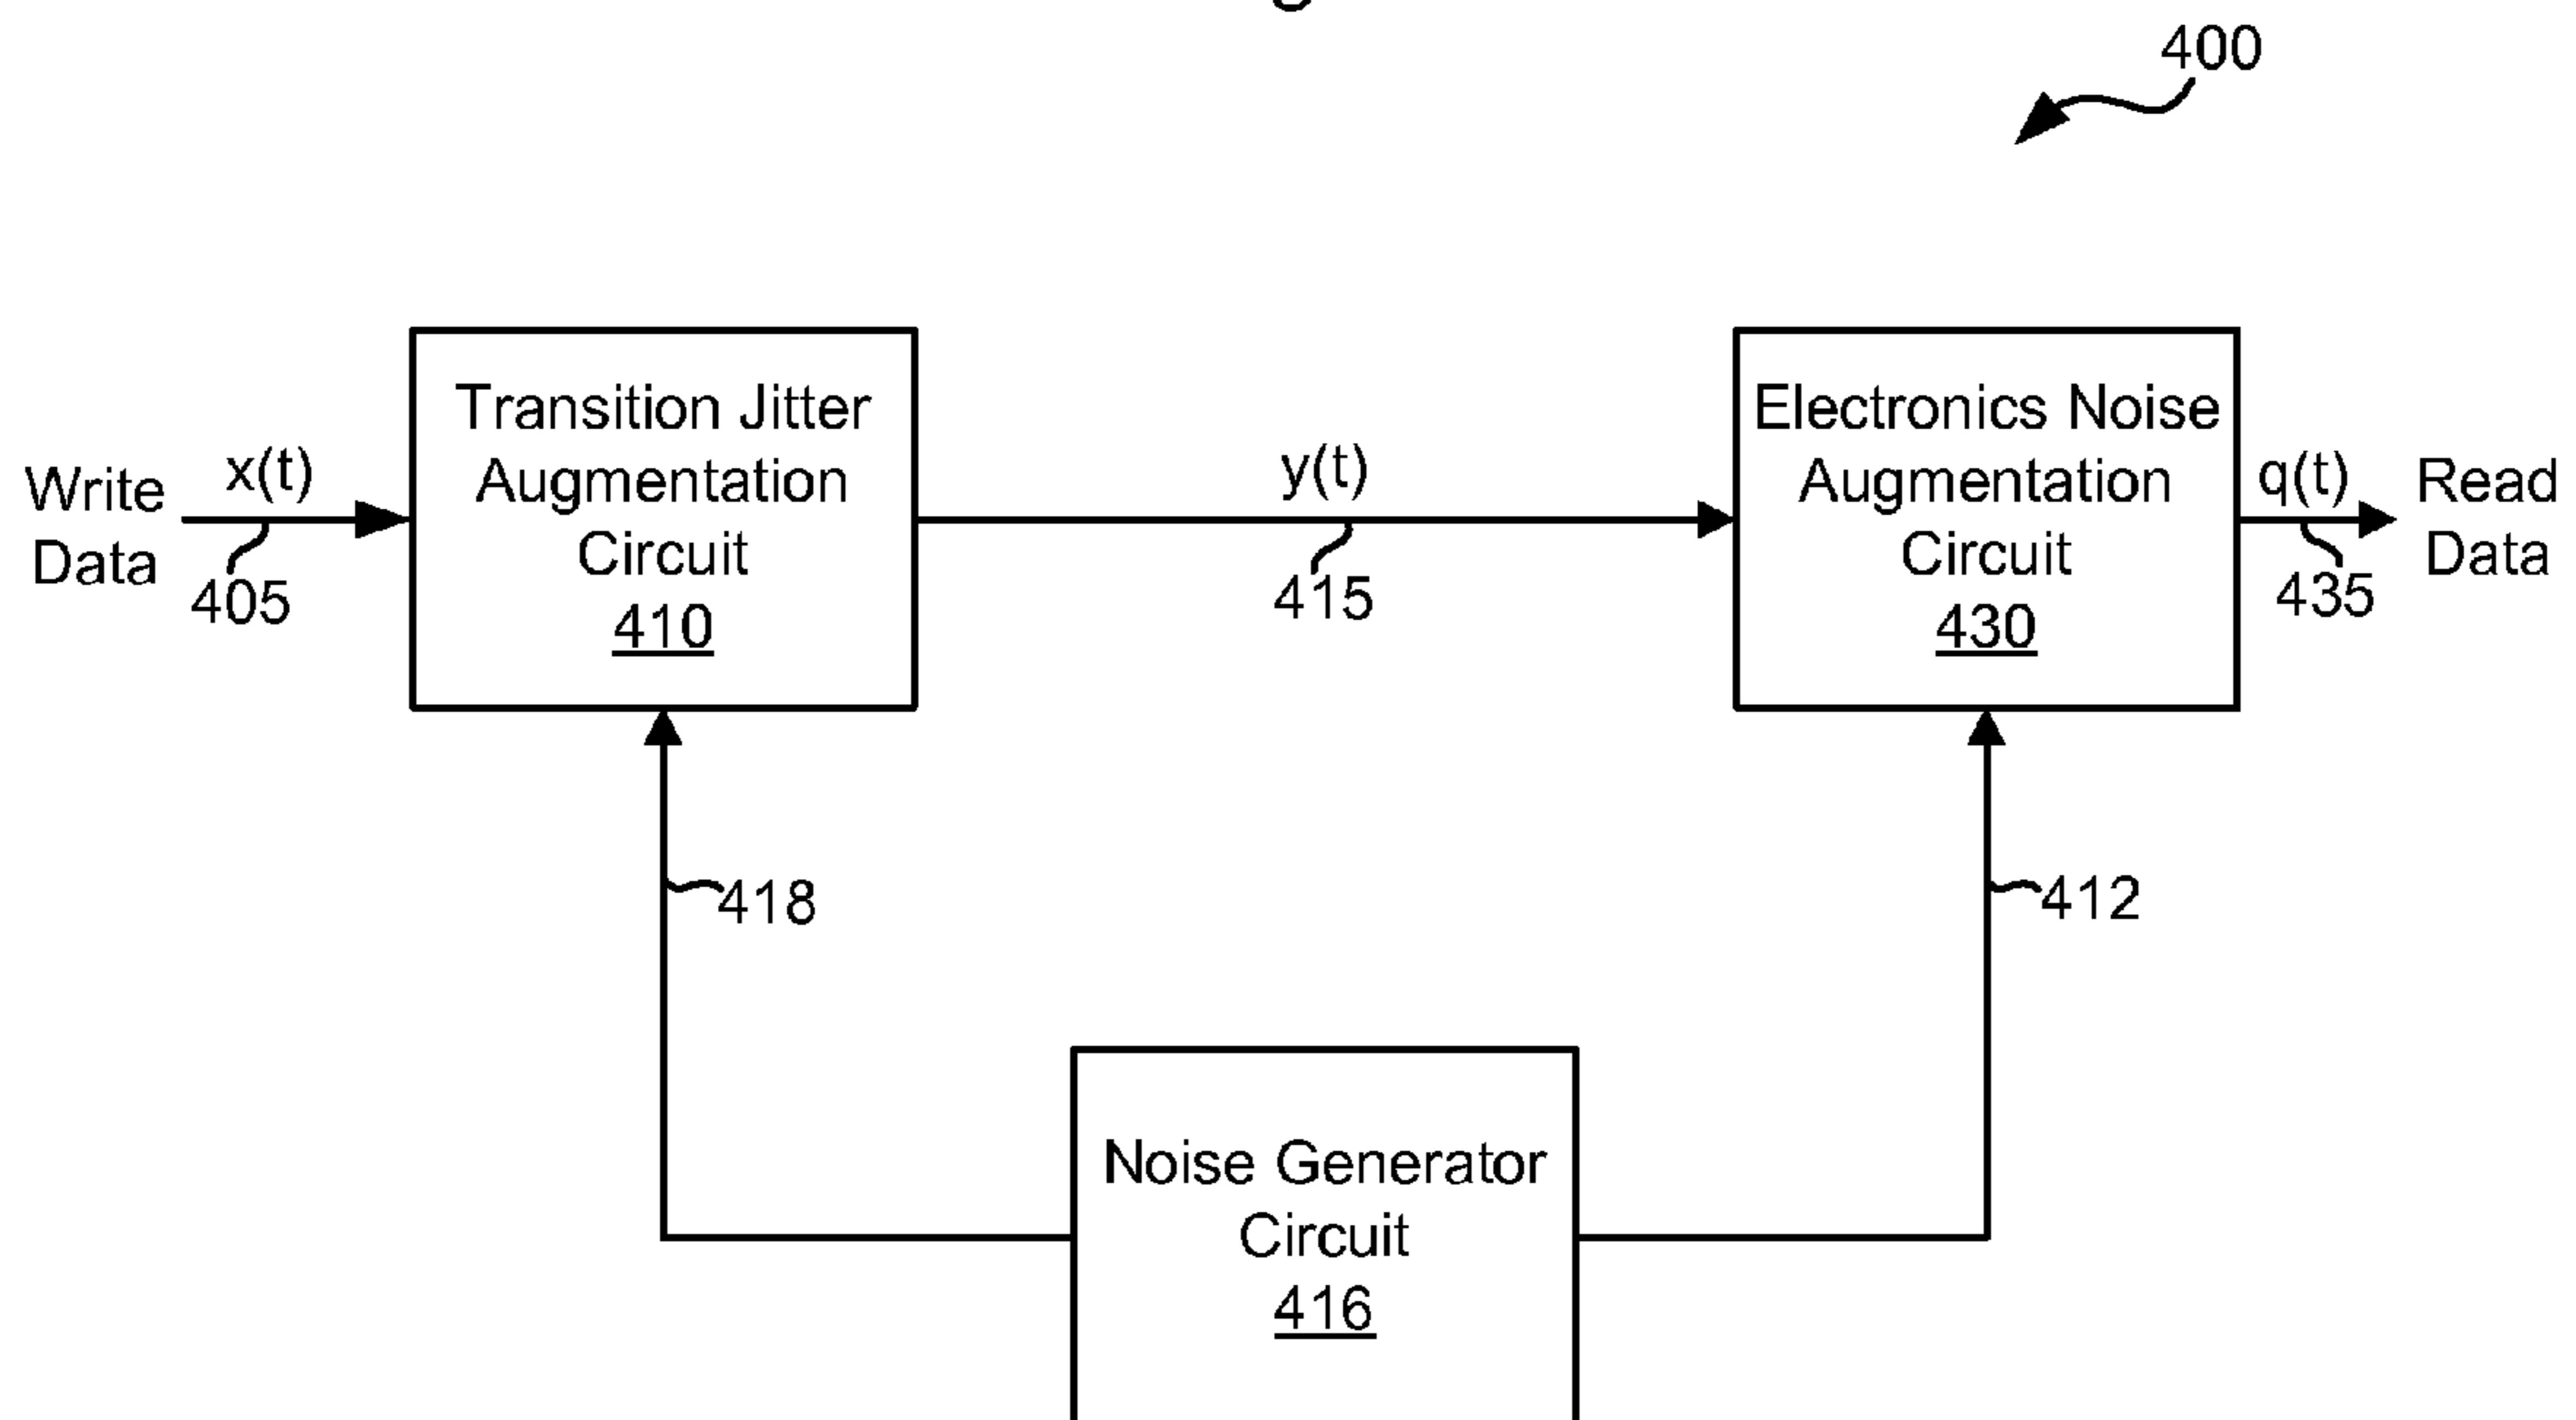 400
Transition Jitter
Augmentation
Circuit
410
Electronics Noise
Augmentation
Circuit
430
Write
Data
x(t)
405
y(t)
415
q(t)
435
Read
Data
418
412
Noise Generator
Circuit
416